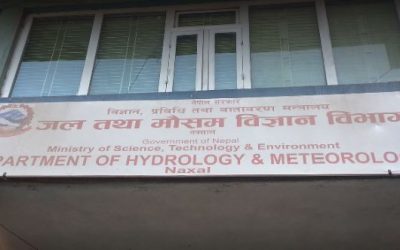 नेपाल सरकार
विज्ञान, प्रविधि तथा वातावरण मन्त्रालय
जल तथा मौसम विज्ञान विभाग
नक्साल
Government of Nepal
Ministry of Science, Technology & Environment
DEPARTMENT OF HYDROLOGY & METEOROLO
Naxal